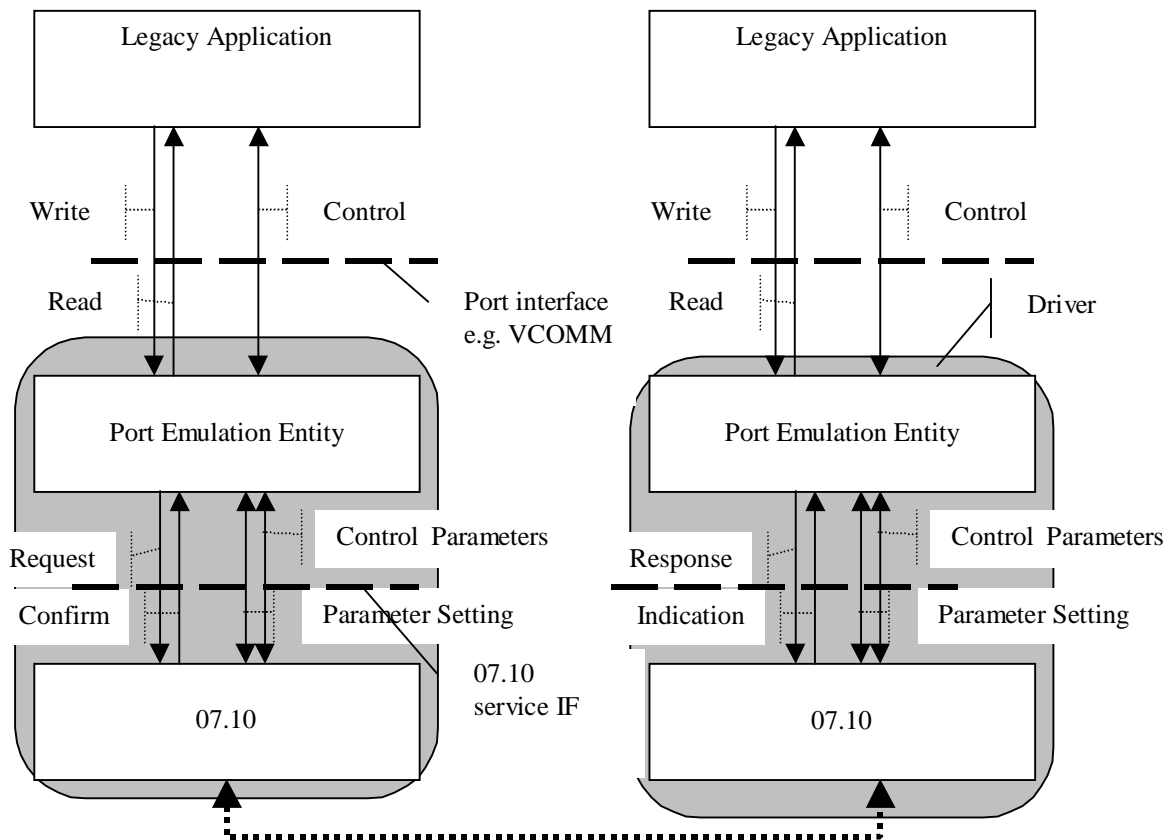 Legacy Application
Legacy Application
Write
Control
Write
Control
Read
Port interface
e.g. VCOMM
Read
Driver
Port Emulation Entity
Port Emulation Entity
Control Parameters
Request
Control Parameters
Response
Confirm
Parameter Setting
Indication
Parameter Setting
07.10
service IF
07.10
07.10